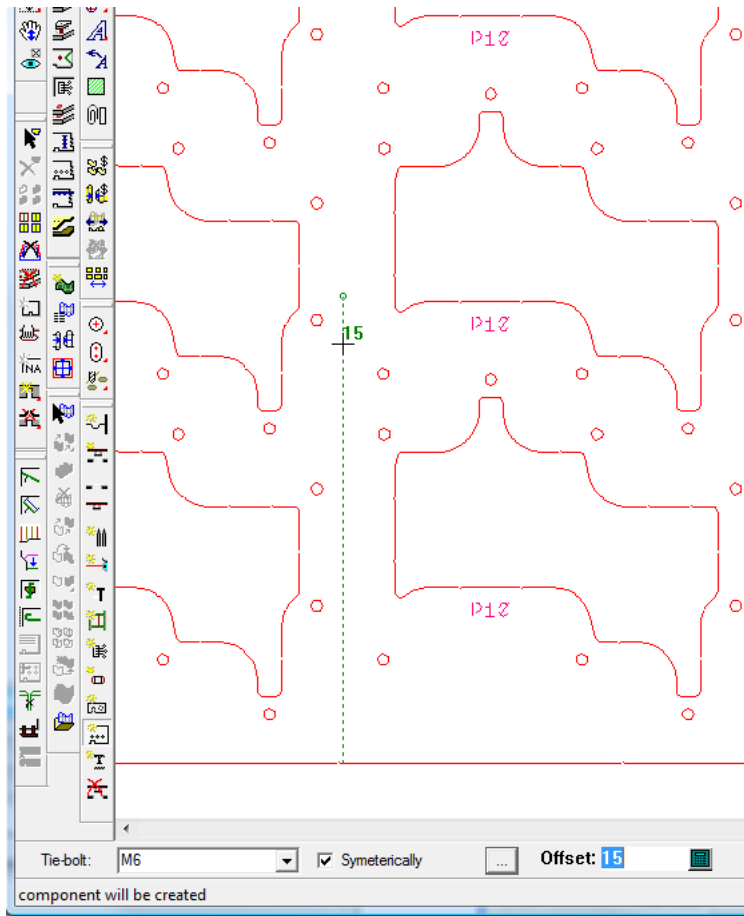 P12
15
P12
P12
Tie-bolt: M6 Symeterically ... Offset: 15
component will be created